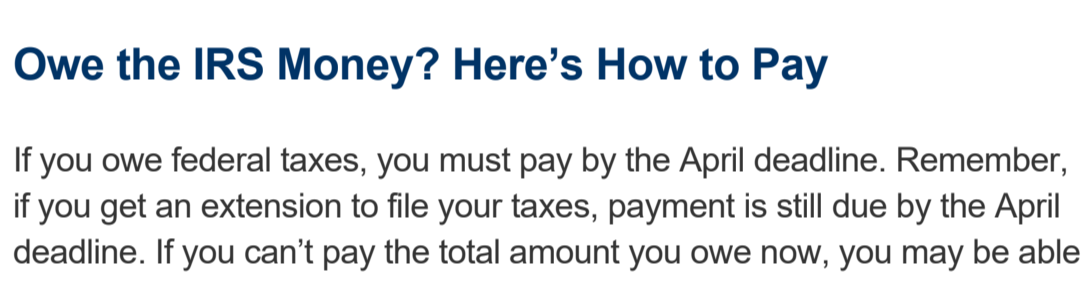 Owe the IRS Money? Here’s How to Pay
If you owe federal taxes, you must pay by the April deadline. Remember,
if you get an extension to file your taxes, payment is still due by the April
deadline. If you can’t pay the total amount you owe now, you may be able